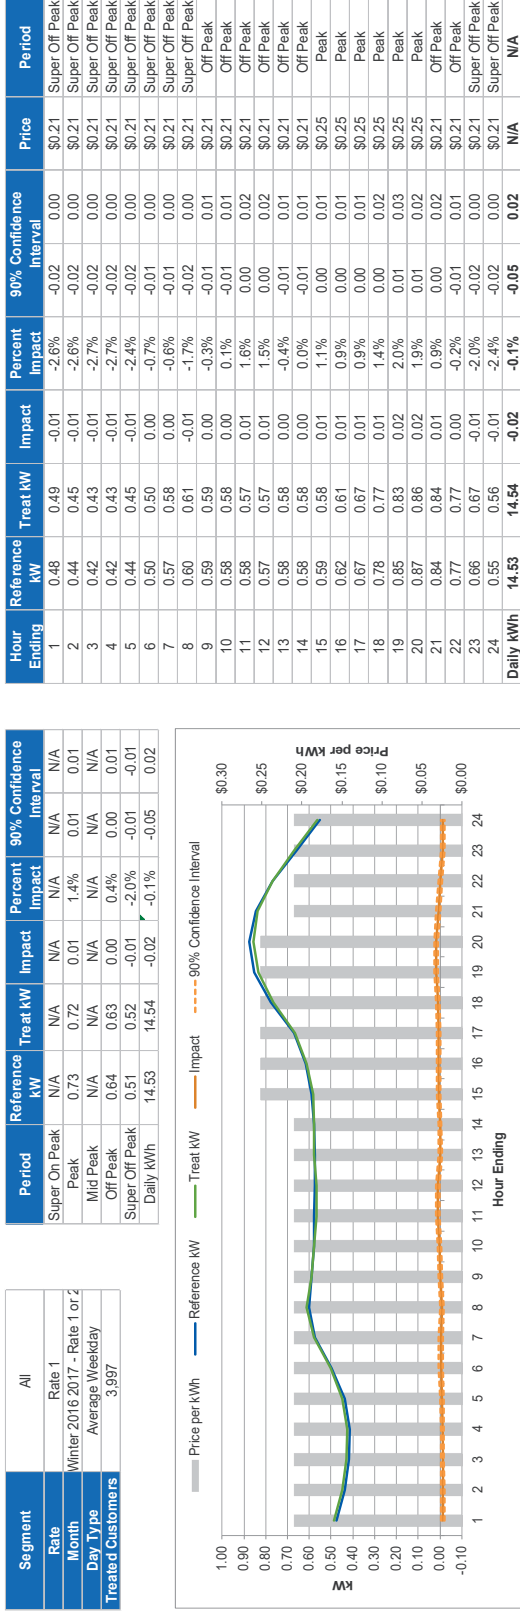 Segment All
Rate Rate 1
Month Winter 2016 2017 - Rate 1 or 2
Day Type Average Weekday
Treated Customers 3,997
Period Reference kW Treat kW Impact Percent Impact 90% Confidence Interval
Super On Peak N/A N/A N/A N/A N/A N/A
Peak 0.73 0.72 0.01 1.4% 0.01 0.01
Mid Peak N/A N/A N/A N/A N/A N/A
Off Peak 0.64 0.63 0.00 0.4% 0.00 0.01
Super Off Peak 0.51 0.52 -0.01 -2.0% -0.01 -0.01
Daily kWh 14.53 14.54 -0.02 -0.1% -0.05 0.02
Price per kWh Reference kW Treat kW Impact 90% Confidence Interval
kW
1.00
0.90
0.80
0.70
0.60
0.50
0.40
0.30
0.20
0.10
0.00
-0.10
Price per kWh
$0.30
$0.25
$0.20
$0.15
$0.10
$0.05
$0.00
1 2 3 4 5 6 7 8 9 10 11 12 13 14 15 16 17 18 19 20 21 22 23 24
Hour Ending
Hour Ending Reference kW Treat kW Impact Percent Impact 90% Confidence Interval Price Period
1 0.48 0.49 -0.01 -2.6% -0.02 0.00 $0.21 Super Off Peak
2 0.44 0.45 -0.01 -2.6% -0.02 0.00 $0.21 Super Off Peak
3 0.42 0.43 -0.01 -2.7% -0.02 0.00 $0.21 Super Off Peak
4 0.42 0.43 -0.01 -2.7% -0.02 0.00 $0.21 Super Off Peak
5 0.44 0.45 -0.01 -2.4% -0.02 0.00 $0.21 Super Off Peak
6 0.50 0.50 0.00 -0.7% -0.01 0.00 $0.21 Super Off Peak
7 0.57 0.58 0.00 -0.6% -0.01 0.00 $0.21 Super Off Peak
8 0.60 0.61 -0.01 -1.7% -0.02 0.00 $0.21 Super Off Peak
9 0.59 0.59 0.00 -0.3% -0.01 0.01 $0.21 Off Peak
10 0.58 0.58 0.00 0.1% -0.01 0.01 $0.21 Off Peak
11 0.58 0.57 0.01 1.6% 0.00 0.02 $0.21 Off Peak
12 0.57 0.57 0.01 1.5% 0.00 0.02 $0.21 Off Peak
13 0.58 0.58 0.00 -0.4% -0.01 0.01 $0.21 Off Peak
14 0.58 0.58 0.00 0.0% -0.01 0.01 $0.21 Off Peak
15 0.59 0.58 0.01 1.1% 0.00 0.01 $0.25 Peak
16 0.62 0.61 0.01 0.9% 0.00 0.01 $0.25 Peak
17 0.67 0.67 0.01 0.9% 0.00 0.01 $0.25 Peak
18 0.78 0.77 0.01 1.4% 0.00 0.02 $0.25 Peak
19 0.85 0.83 0.02 2.0% 0.01 0.03 $0.25 Peak
20 0.87 0.86 0.02 1.9% 0.01 0.02 $0.25 Peak
21 0.84 0.84 0.01 0.9% 0.00 0.02 $0.21 Off Peak
22 0.77 0.77 0.00 -0.2% -0.01 0.01 $0.21 Off Peak
23 0.66 0.67 -0.01 -2.0% -0.02 0.00 $0.21 Super Off Peak
24 0.55 0.56 -0.01 -2.4% -0.02 0.00 $0.21 Super Off Peak
Daily kWh 14.53 14.54 -0.02 -0.1% -0.05 0.02 N/A N/A